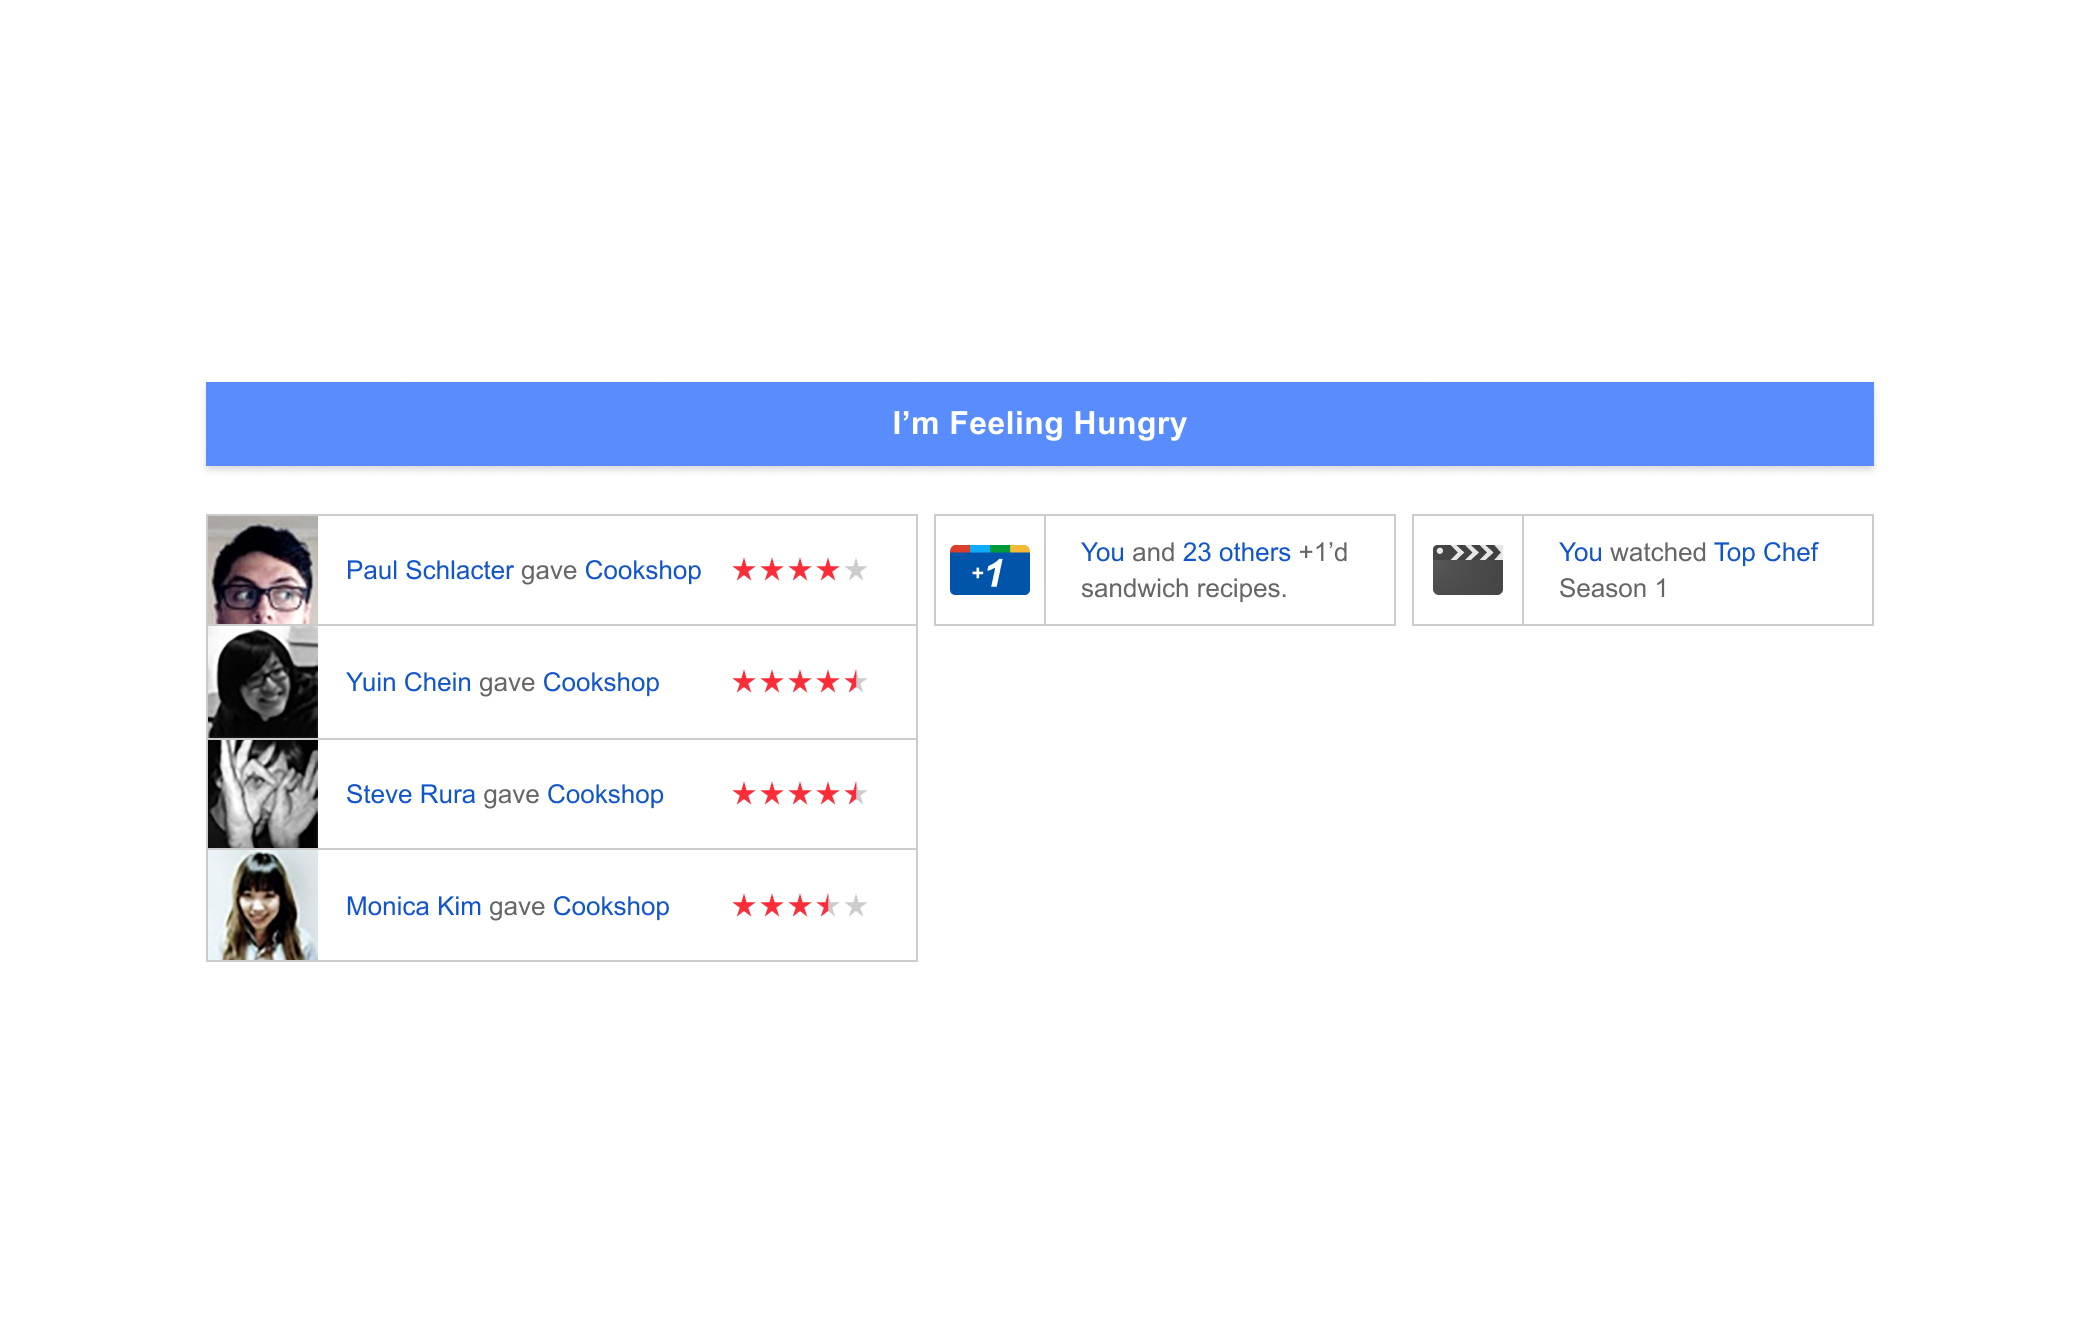 I’m Feeling Hungry
Paul Schlacter gave Cookshop
Yuin Chein gave Cookshop
Steve Rura gave Cookshop
Monica Kim gave Cookshop
+1
You and 23 others +1’d
sandwich recipes.
You watched Top Chef
Season 1